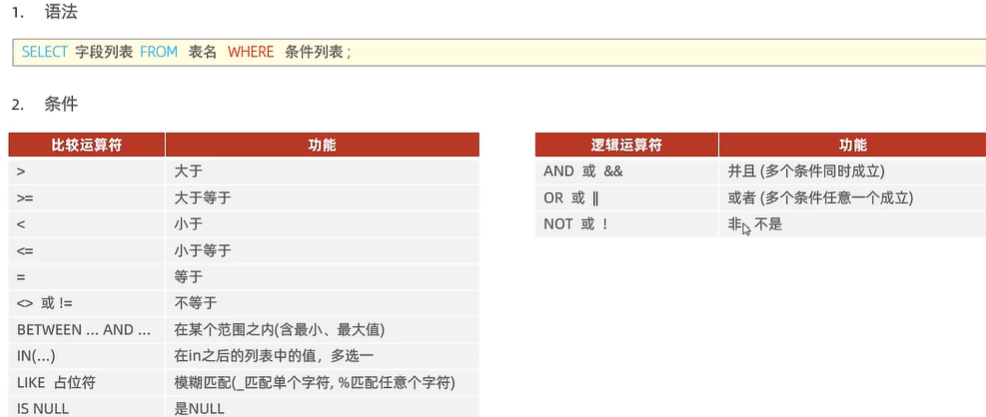 1. 语法
SELECT 字段列表 FROM 表名 WHERE 条件列表 ;
2. 条件
比较运算符 功能
> 大于
>= 大于等于
< 小于
<= 小于等于
= 等于
<> 或 != 不等于
BETWEEN ... AND ... 在某个范围之内(含最小、最大值)
IN(...) 在in之后的列表中的值，多选一
LIKE 占位符 模糊匹配(_匹配单个字符, %匹配任意个字符)
IS NULL 是NULL
逻辑运算符 功能
AND 或 && 并且 (多个条件同时成立)
OR 或 || 或者 (多个条件任意一个成立)
NOT 或 ! 非，不是